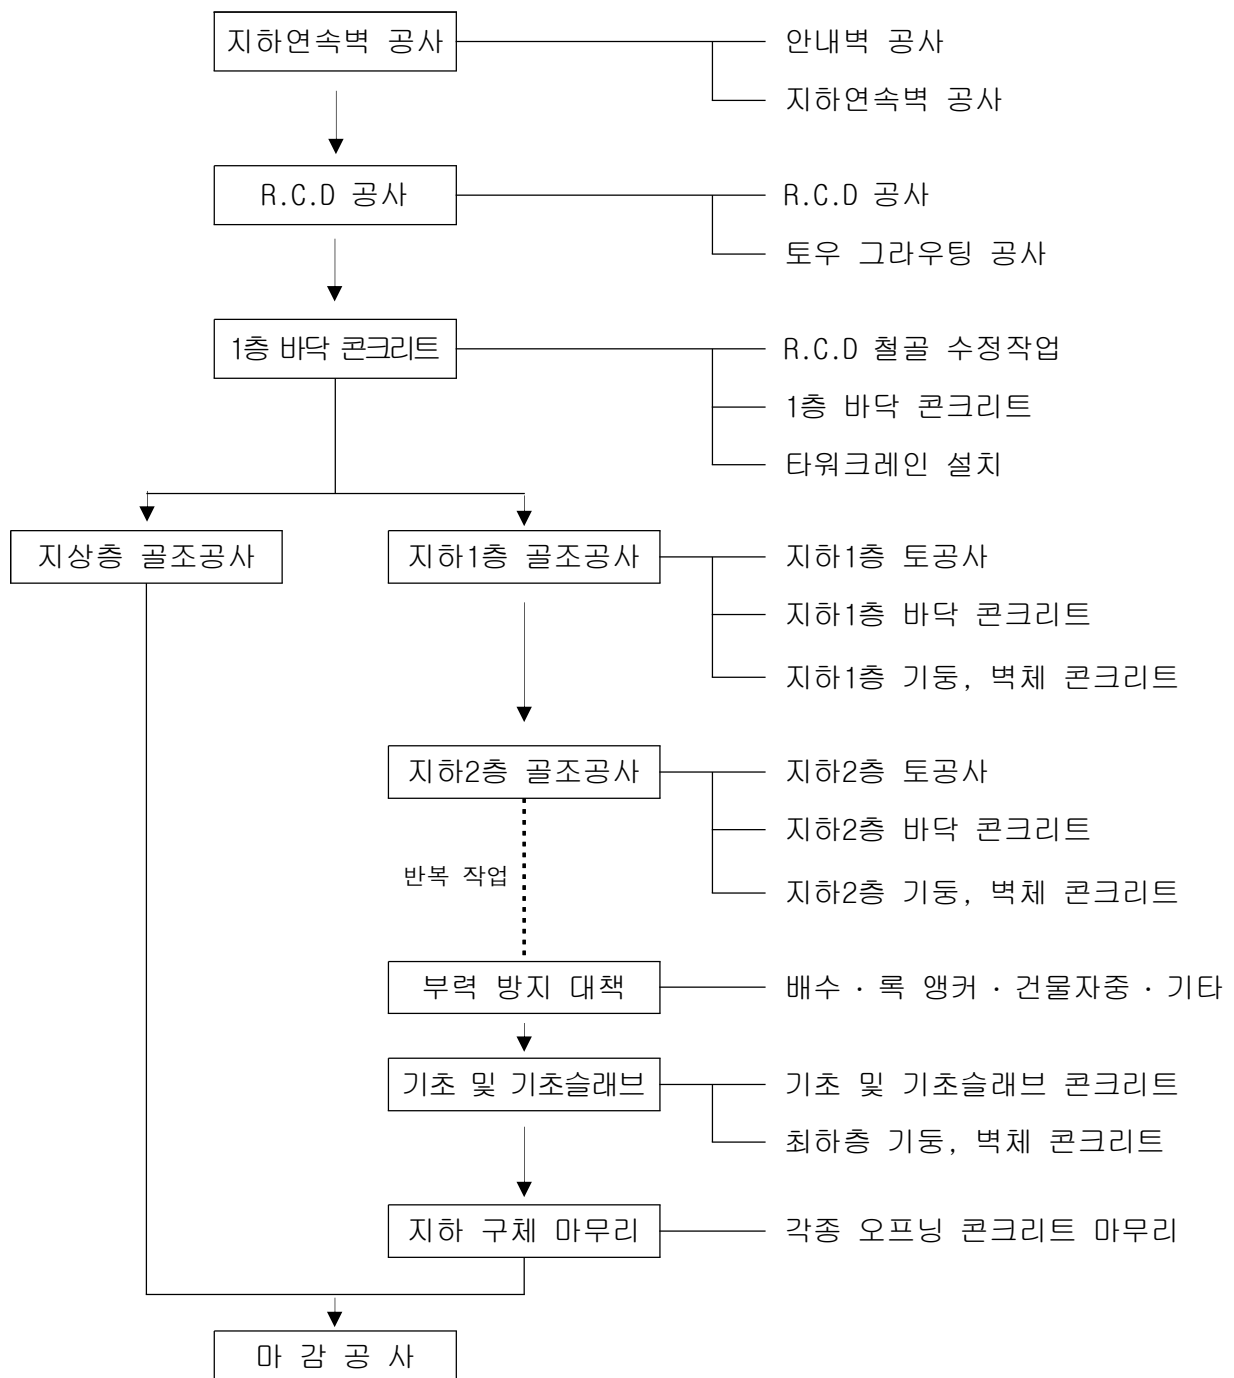 지하연속벽 공사
안내벽 공사
지하연속벽 공사
R.C.D 공사
R.C.D 공사
토우 그라우팅 공사
1층 바닥 콘크리트
R.C.D 철골 수정작업
1층 바닥 콘크리트
타워크레인 설치
지상층 골조공사
지하1층 골조공사
지하1층 토공사
지하1층 바닥 콘크리트
지하1층 기둥, 벽체 콘크리트
지하2층 골조공사
지하2층 토공사
지하2층 바닥 콘크리트
지하2층 기둥, 벽체 콘크리트
반복 작업
부력 방지 대책
배수 · 록 앵커 · 건물자중 · 기타
기초 및 기초슬래브
기초 및 기초슬래브 콘크리트
최하층 기둥, 벽체 콘크리트
지하 구체 마무리
각종 오프닝 콘크리트 마무리
마 감 공 사